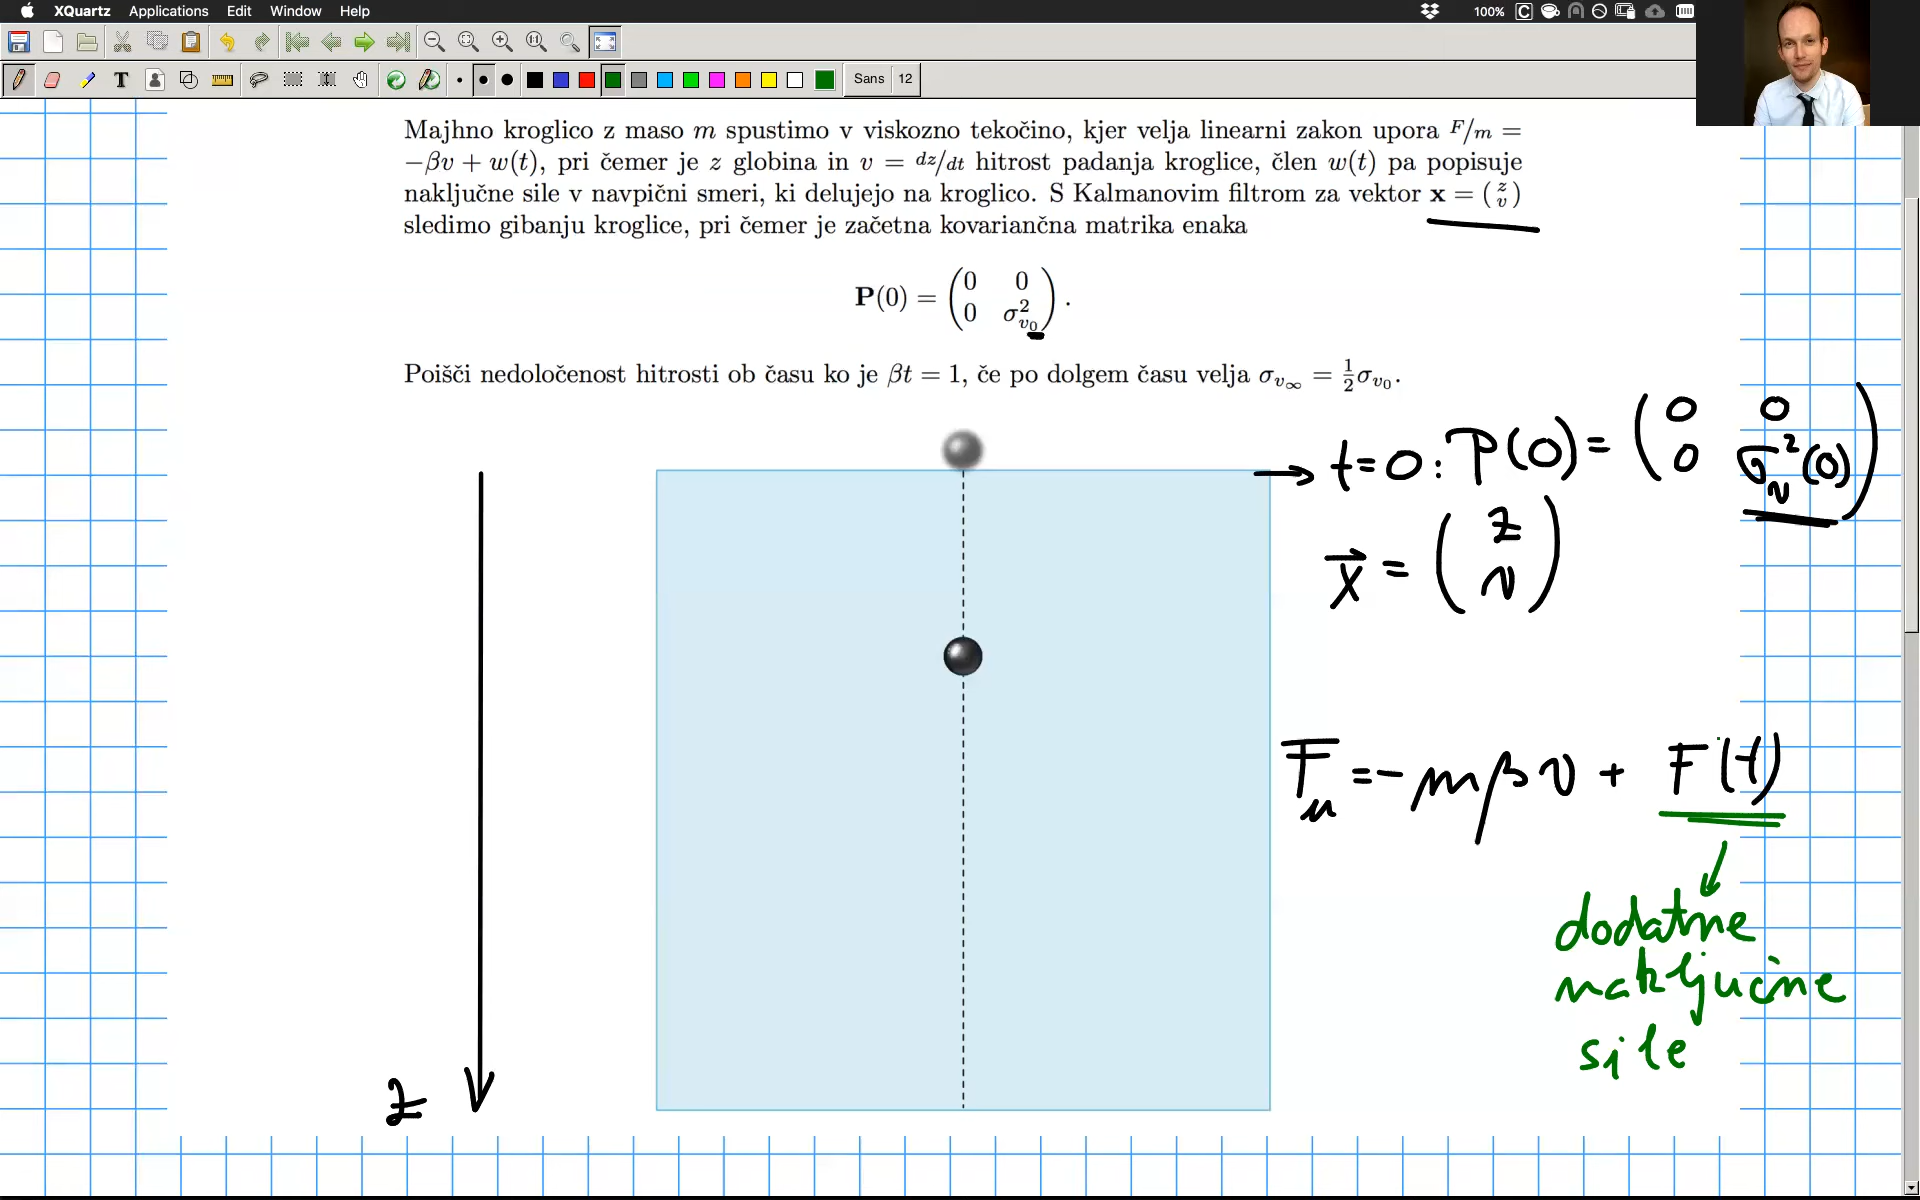 XQuartz Applications Edit Window Help
100%
Sans 12
Majhno kroglico z maso m spustimo v viskozno tekočino, kjer velja linearni zakon upora F/m =
−βv + w(t), pri čemer je z globina in v = dz/dt hitrost padanja kroglice, člen w(t) pa popisuje
naključne sile v navpični smeri, ki delujejo na kroglico. S Kalmanovim filtrom za vektor x = (z v)
sledimo gibanju kroglice, pri čemer je začetna kovariančna matrika enaka
P(0) = (0 0
0 σ²v₀).
Poišči nedoločenost hitrosti ob času ko je βt = 1, če po dolgem času velja σv∞ = ½σv₀.
t=0: P(0) = (0 0
0 σv²(0))
x⃗ = (z
v)
Fu = − mβv + F(t)
dodatne
naključne
sile
z